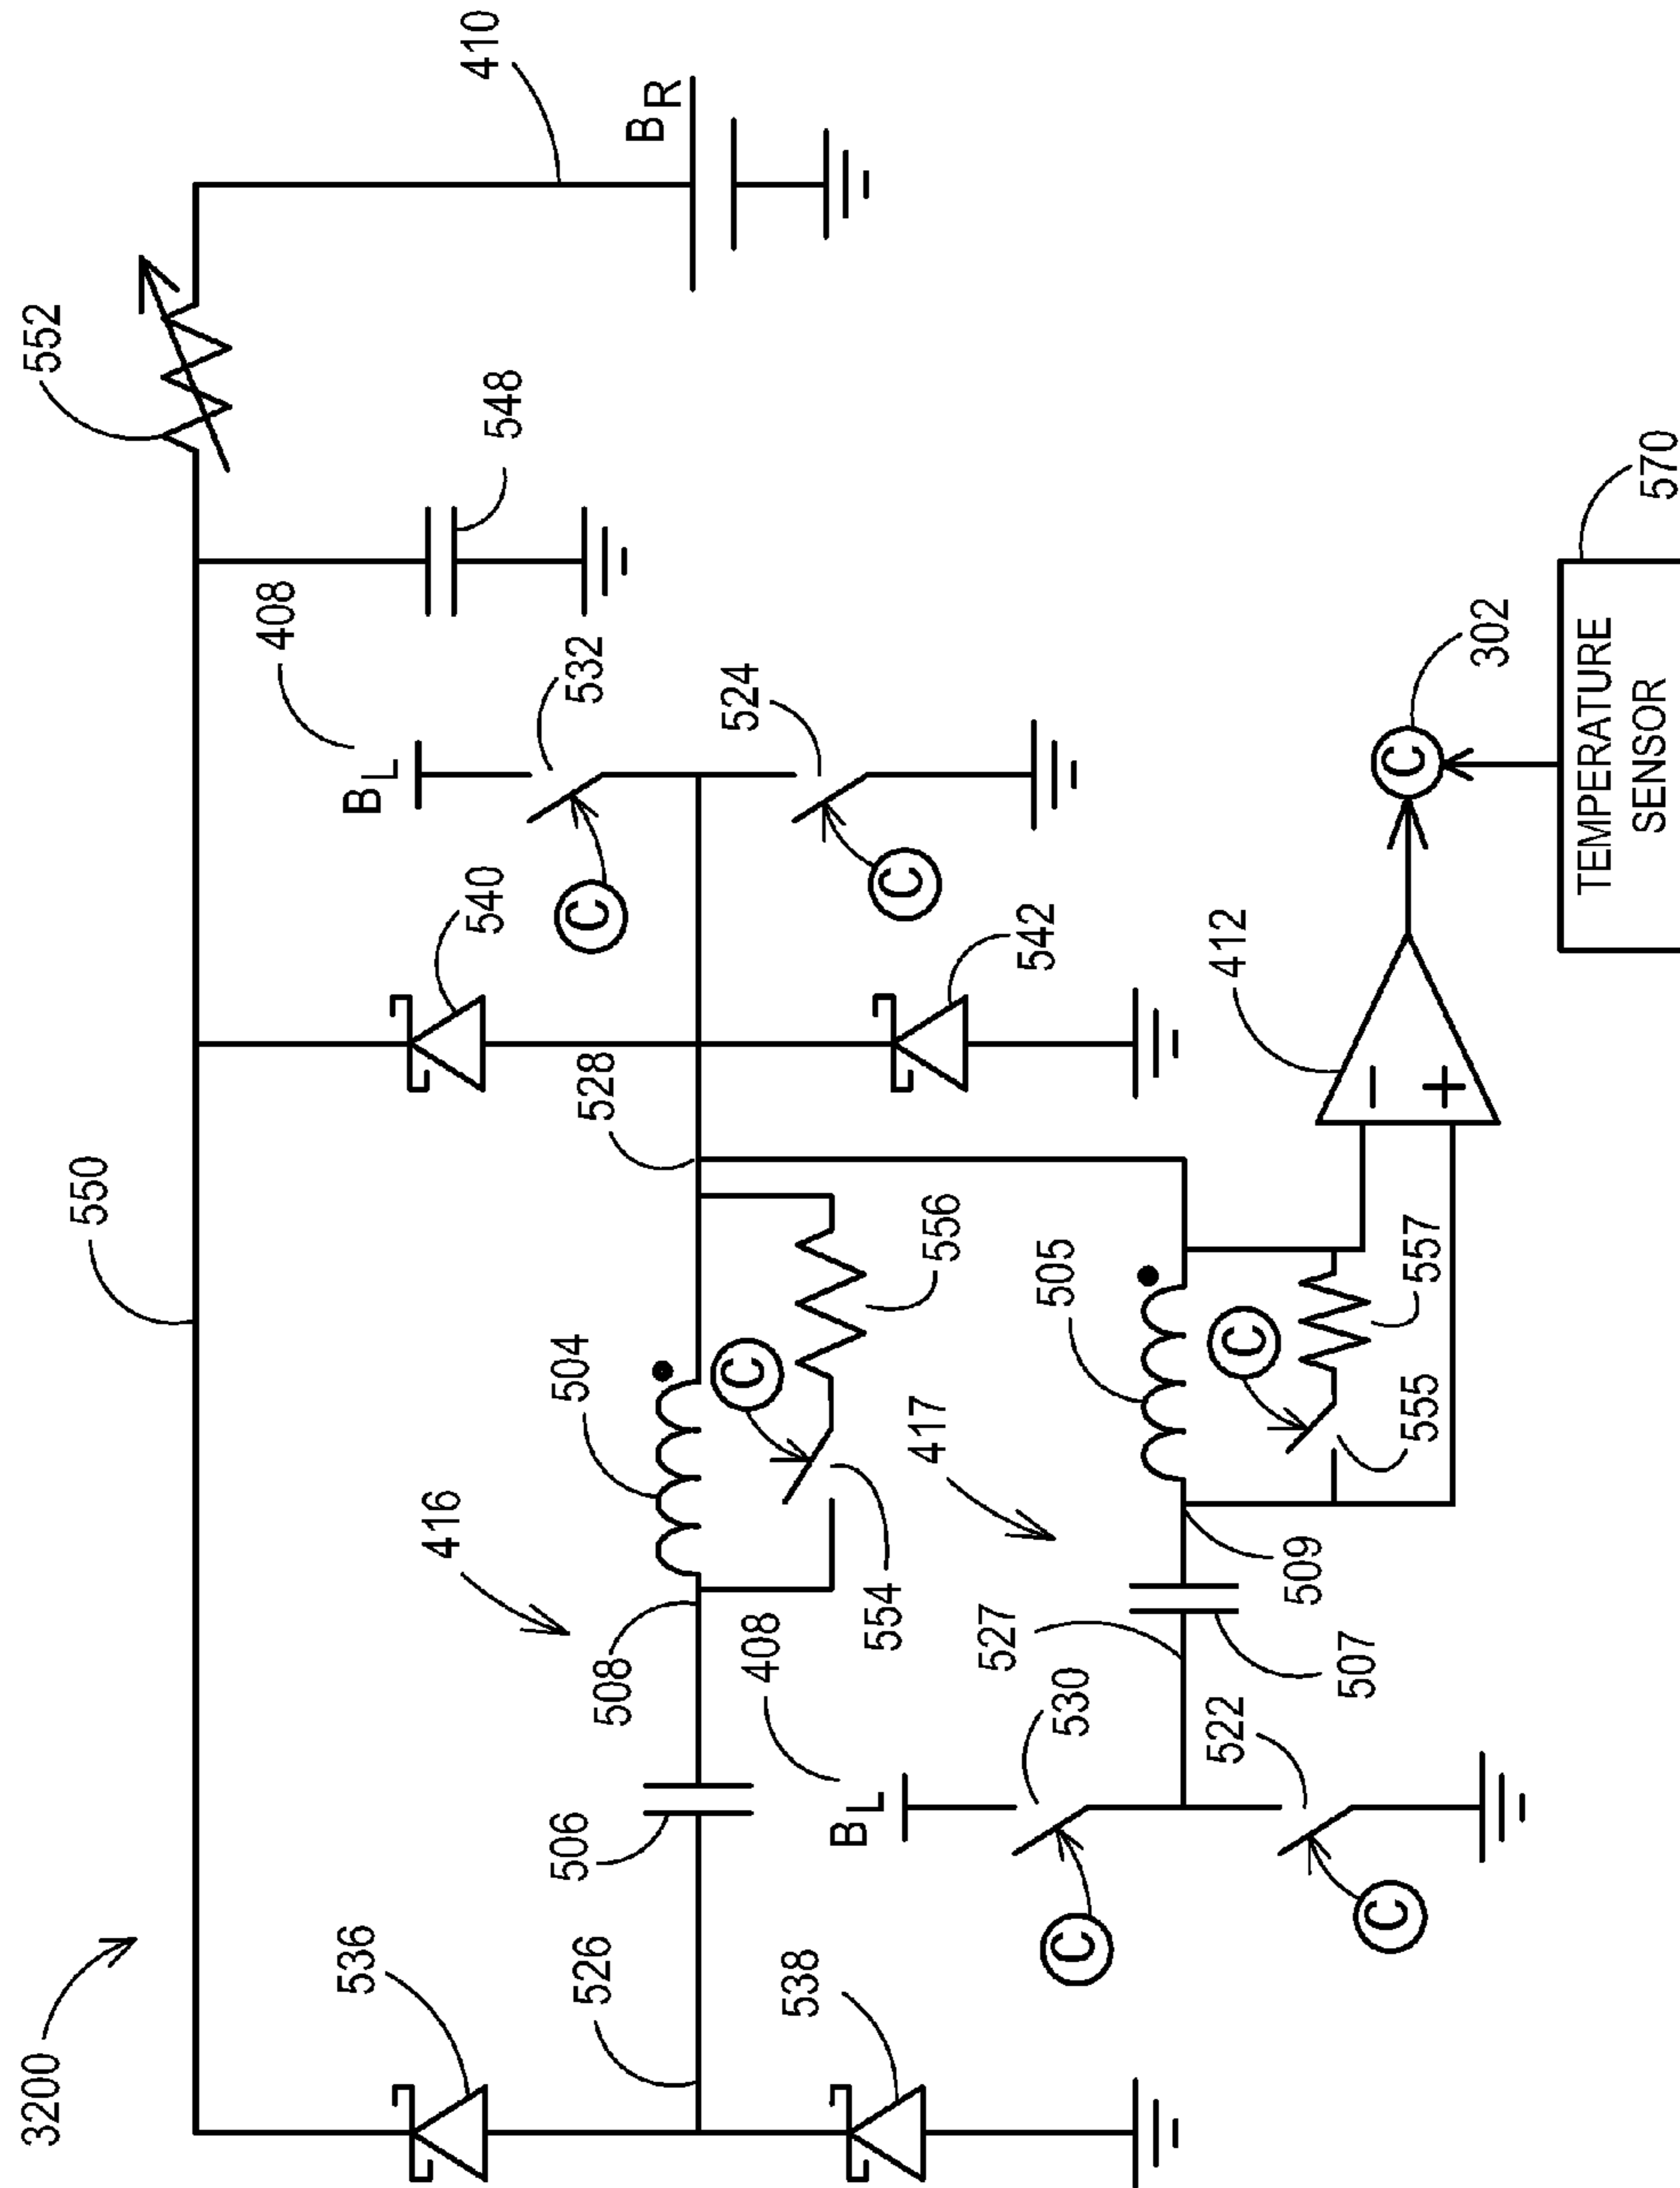 3200
550
552
410
B_R
536
540
408
548
528
B_L
532
526
506
508
416
504
C
554
556
C
524
C
542
538
408
B_L
530
C
522
C
527
507
509
417
505
C
555
557
412
−
+
C
302
TEMPERATURE
SENSOR
570